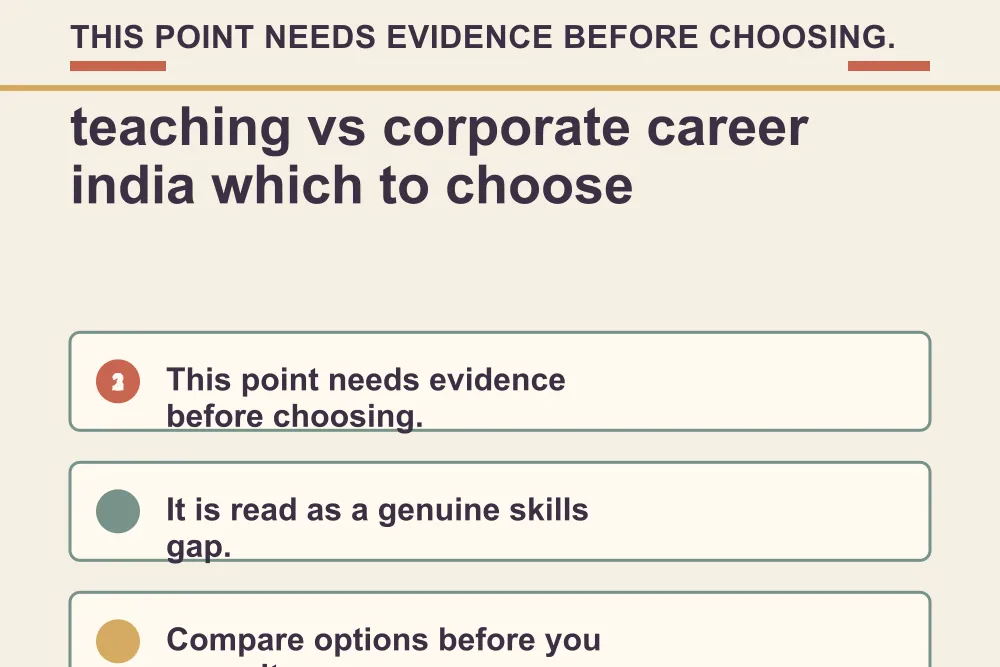 THIS POINT NEEDS EVIDENCE BEFORE CHOOSING.
teaching vs corporate career
india which to choose
This point needs evidence
before choosing.
It is read as a genuine skills
gap.
Compare options before you